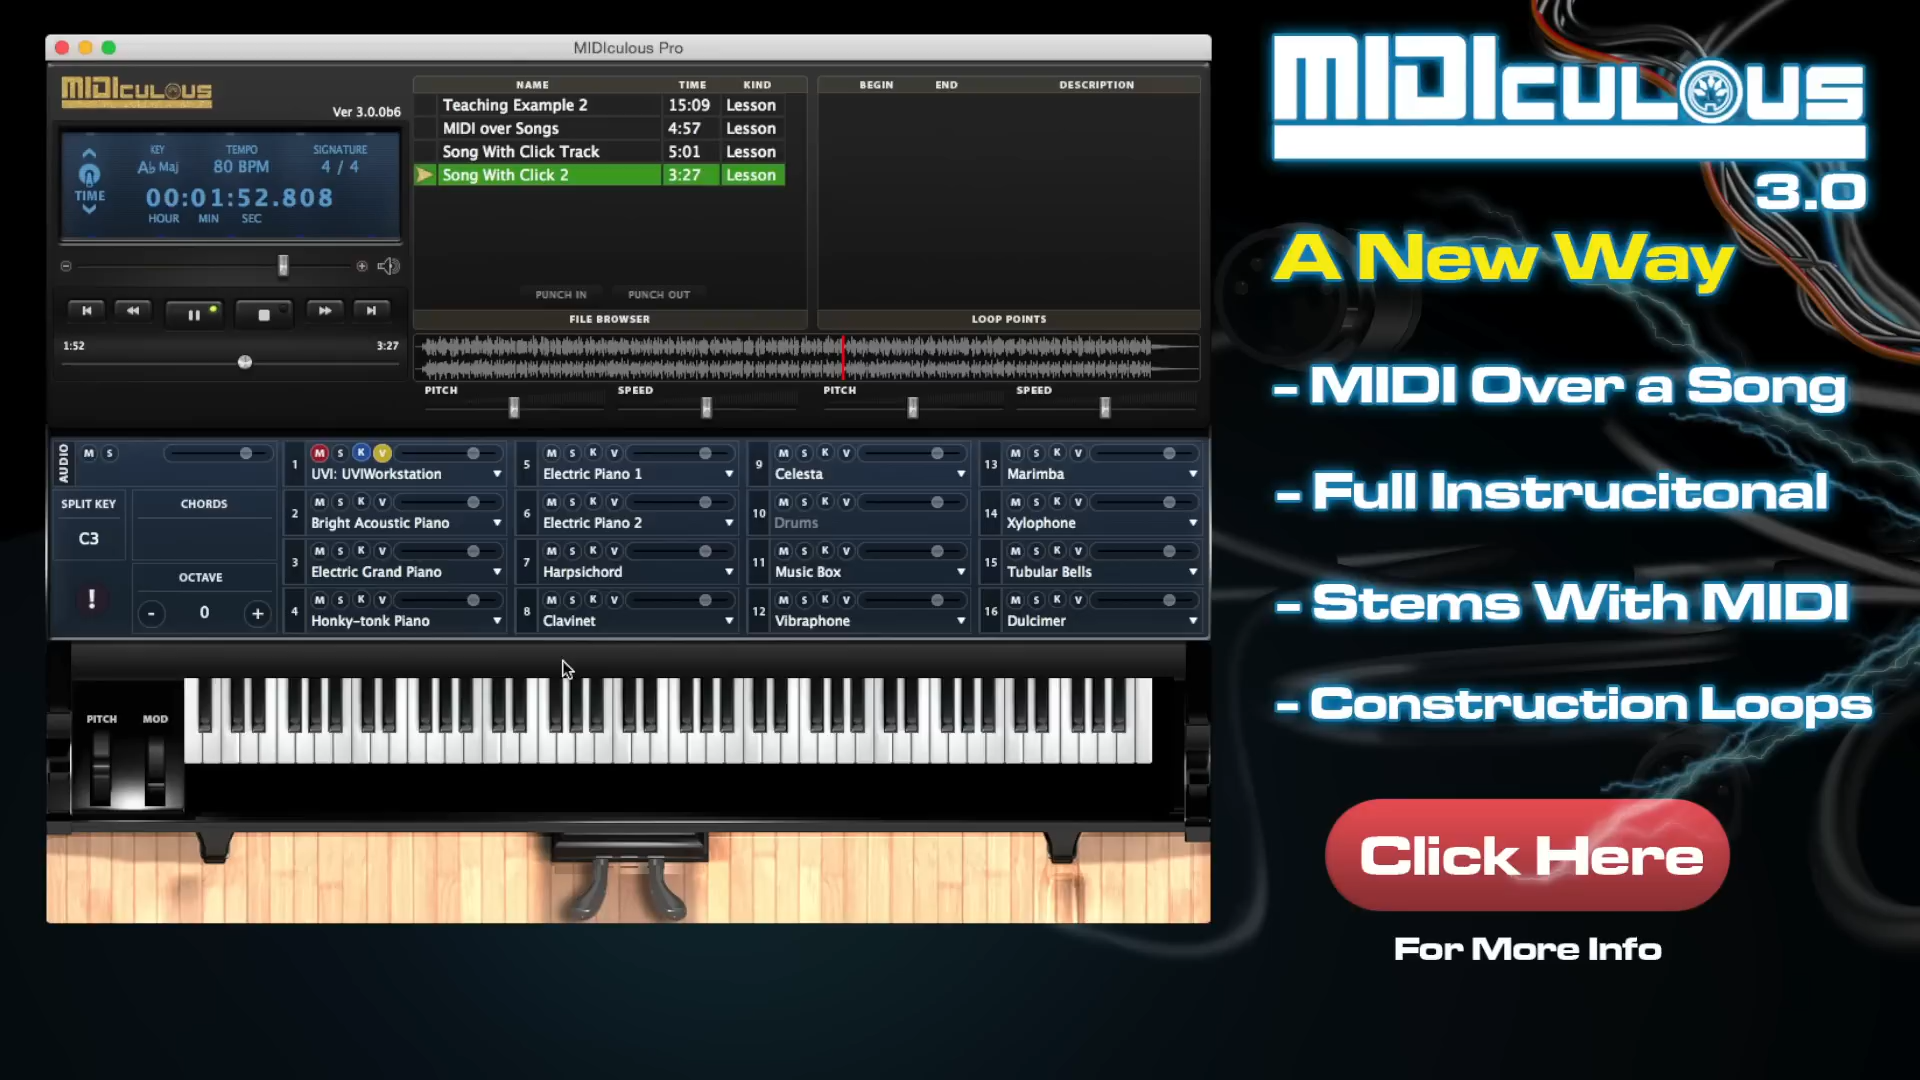 MIDIculous Pro
MIDIculous
Ver 3.0.0b6
KEY TEMPO SIGNATURE
A♭ Maj 80 BPM 4 / 4
TIME
00:01:52.808
HOUR MIN SEC
1:52 3:27
NAME TIME KIND
Teaching Example 2 15:09 Lesson
MIDI over Songs 4:57 Lesson
Song With Click Track 5:01 Lesson
Song With Click 2 3:27 Lesson
PUNCH IN PUNCH OUT
FILE BROWSER
BEGIN END DESCRIPTION
LOOP POINTS
PITCH SPEED PITCH SPEED
AUDIO
M S
SPLIT KEY
C3
!
CHORDS
OCTAVE
- 0 +
1 M S K V
UVI: UVIWorkstation
2 M S K V
Bright Acoustic Piano
3 M S K V
Electric Grand Piano
4 M S K V
Honky-tonk Piano
5 M S K V
Electric Piano 1
6 M S K V
Electric Piano 2
7 M S K V
Harpsichord
8 M S K V
Clavinet
9 M S K V
Celesta
10 M S K V
Drums
11 M S K V
Music Box
12 M S K V
Vibraphone
13 M S K V
Marimba
14 M S K V
Xylophone
15 M S K V
Tubular Bells
16 M S K V
Dulcimer
PITCH MOD
MIDIculous
3.0
A New Way
- MIDI Over a Song
- Full Instrucitonal
- Stems With MIDI
- Construction Loops
Click Here
For More Info